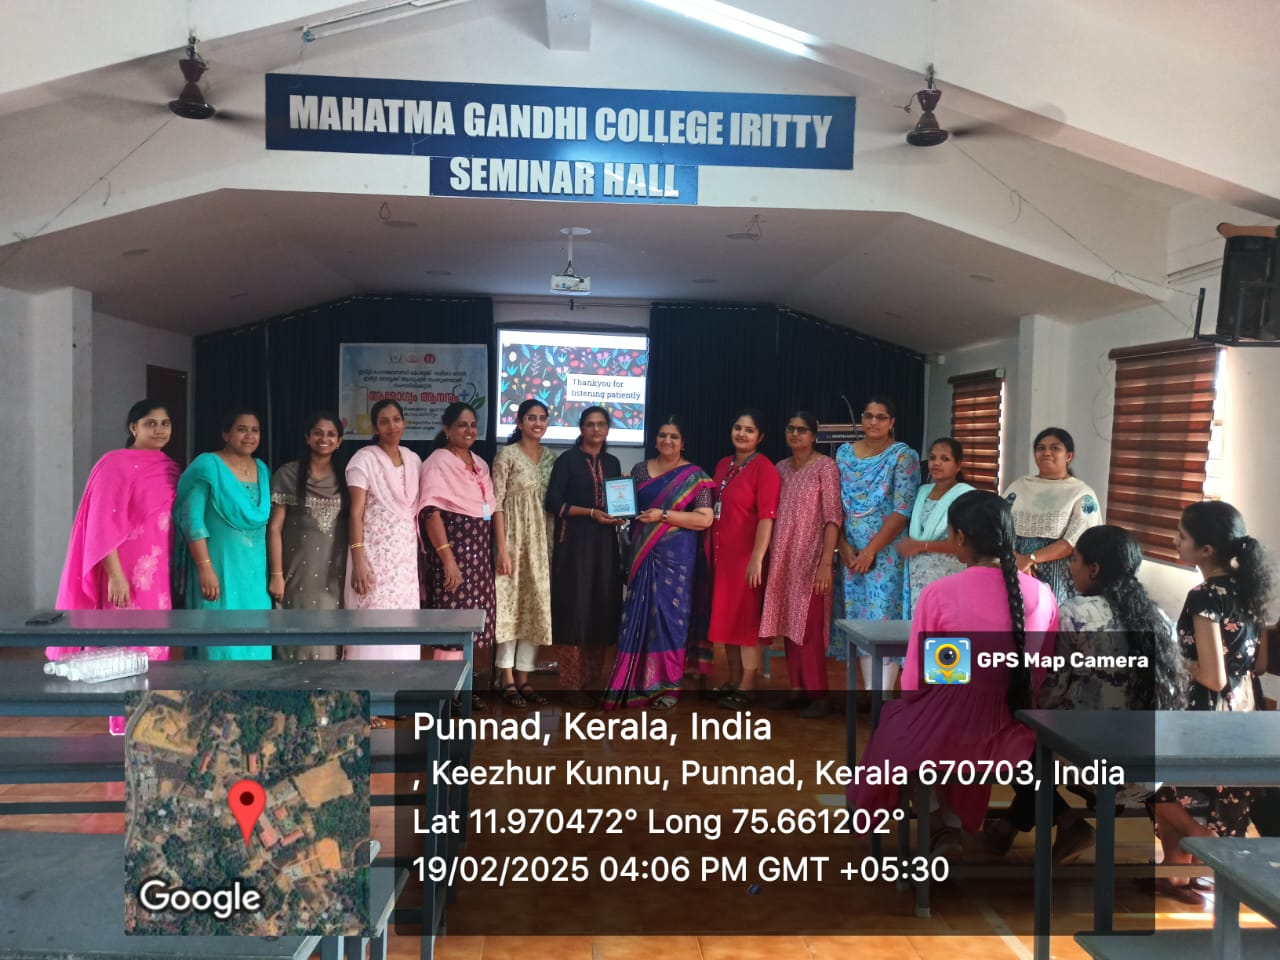 MAHATMA GANDHI COLLEGE IRITTY
SEMINAR HALL
ആരോഗ്യം ആനന്ദം
Thankyou for
listening patiently
GPS Map Camera
Punnad, Kerala, India
, Keezhur Kunnu, Punnad, Kerala 670703, India
Lat 11.970472° Long 75.661202°
19/02/2025 04:06 PM GMT +05:30
Google